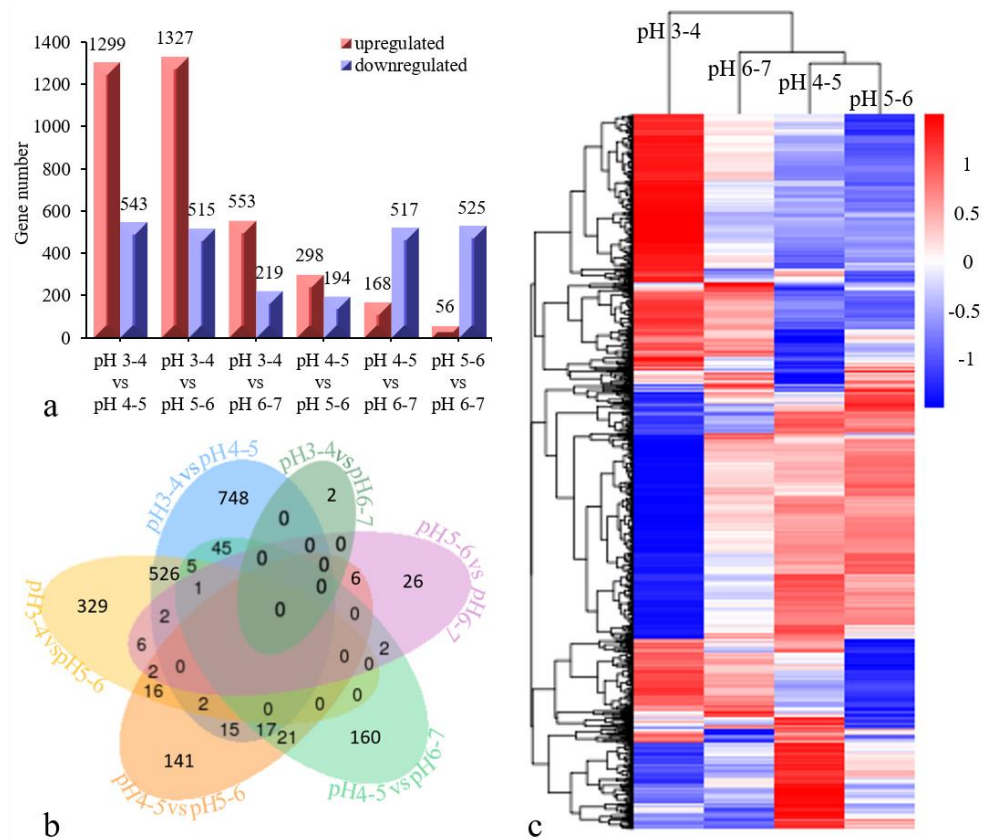 1400
1200
1000
800
600
400
200
0
Gene number
upregulated
downregulated
1299
543
1327
515
553
219
298
194
168
517
56
525
pH 3-4 pH 3-4 pH 3-4 pH 4-5 pH 4-5 pH 5-6
vs vs vs vs vs vs
pH 4-5 pH 5-6 pH 6-7 pH 5-6 pH 6-7 pH 6-7
a
pH3-4vspH4-5
pH3-4vspH6-7
pH5-6vs
pH6-7
pH3-4vspH5-6
pH4-5vspH5-6
pH4-5vspH6-7
748
2
0
45
0
0
0
5
526
1
0
0
6
26
329
2
0
0
6
2
2
0
0
0
16
2
0
0
0
15
17
21
160
141
b
pH 3-4
pH 6-7
pH 4-5
pH 5-6
1
0.5
0
-0.5
-1
c